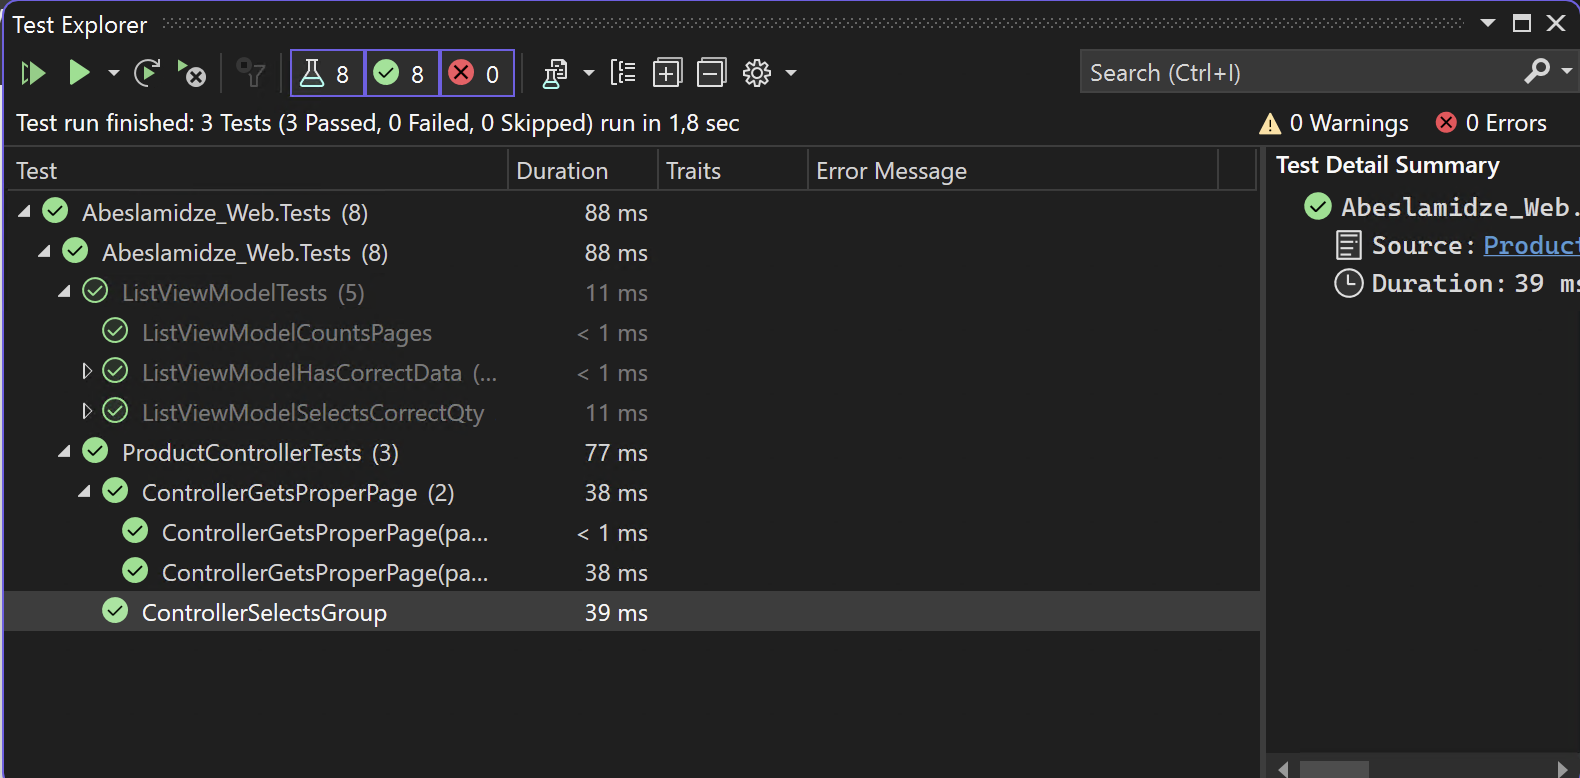 Test Explorer
8 8 0
Search (Ctrl+I)
Test run finished: 3 Tests (3 Passed, 0 Failed, 0 Skipped) run in 1,8 sec
0 Warnings 0 Errors
Test Duration Traits Error Message
Abeslamidze_Web.Tests (8) 88 ms
Abeslamidze_Web.Tests (8) 88 ms
ListViewModelTests (5) 11 ms
ListViewModelCountsPages < 1 ms
ListViewModelHasCorrectData (... < 1 ms
ListViewModelSelectsCorrectQty 11 ms
ProductControllerTests (3) 77 ms
ControllerGetsProperPage (2) 38 ms
ControllerGetsProperPage(pa... < 1 ms
ControllerGetsProperPage(pa... 38 ms
ControllerSelectsGroup 39 ms
Test Detail Summary
Abeslamidze_Web.
Source: Product
Duration: 39 ms